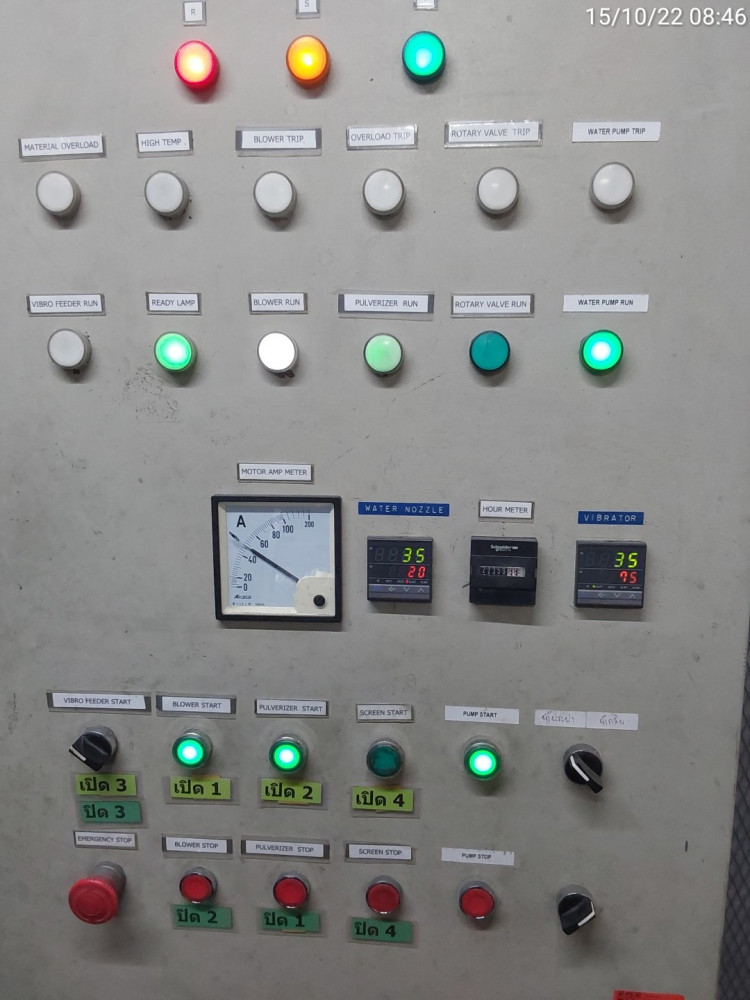 15/10/22 08:46
R
S
MATERIAL OVERLOAD
HIGH TEMP.
BLOWER TRIP
OVERLOAD TRIP
ROTARY VALVE TRIP
WATER PUMP TRIP
VIBRO FEEDER RUN
READY LAMP
BLOWER RUN
PULVERIZER RUN
ROTARY VALVE RUN
WATER PUMP RUN
MOTOR AMP METER
WATER NOZZLE
HOUR METER
VIBRATOR
A
0
20
40
60
80
100
200
35
20
Schneider
35
75
VIBRO FEEDER START
BLOWER START
PULVERIZER START
SCREEN START
PUMP START
เปิด 3
เปิด 1
เปิด 2
เปิด 4
ปิด 3
EMERGENCY STOP
BLOWER STOP
PULVERIZER STOP
SCREEN STOP
PUMP STOP
ปิด 2
ปิด 1
ปิด 4